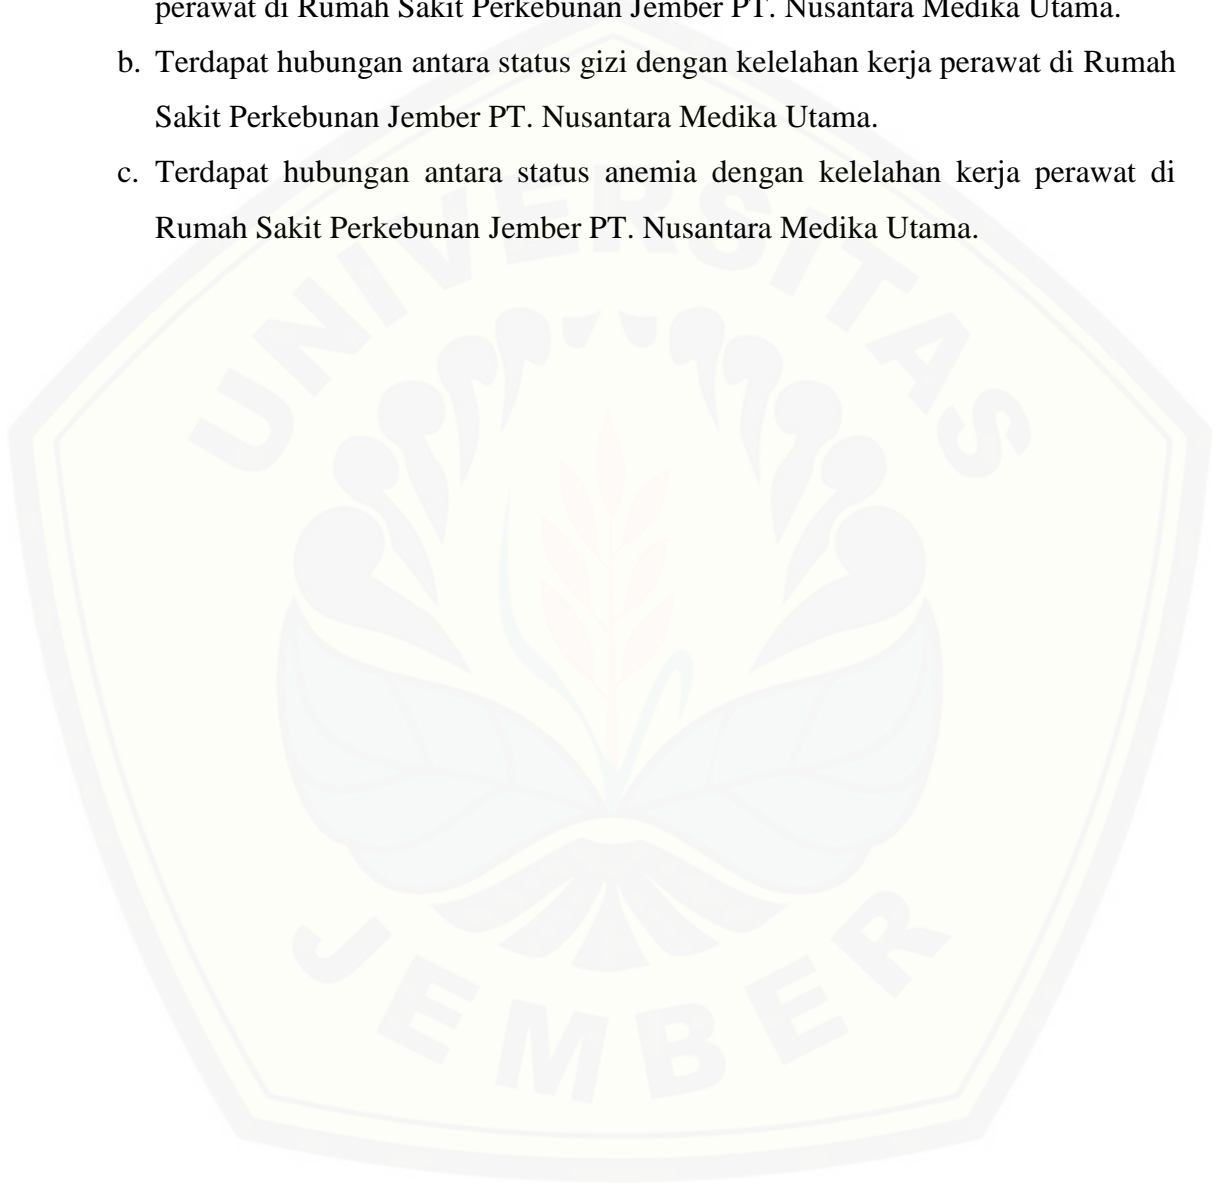 perawat di Rumah Sakit Perkebunan Jember PT. Nusantara Medika Utama.
b. Terdapat hubungan antara status gizi dengan kelelahan kerja perawat di Rumah
Sakit Perkebunan Jember PT. Nusantara Medika Utama.
c. Terdapat hubungan antara status anemia dengan kelelahan kerja perawat di
Rumah Sakit Perkebunan Jember PT. Nusantara Medika Utama.
UNIVERSITAS
JEMBER